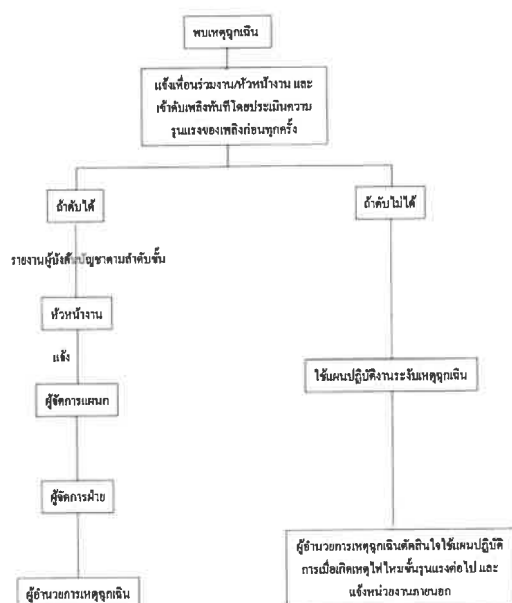 พบเหตุฉุกเฉิน
แจ้งเพื่อนร่วมงาน/หัวหน้างาน และ
เข้าดับเพลิงทันทีโดยประเมินความ
รุนแรงของเพลิงก่อนทุกครั้ง
ถ้าดับได้
ถ้าดับไม่ได้
รายงานผู้บังคับบัญชาตามลำดับชั้น
หัวหน้างาน
แจ้ง
ใช้แผนปฏิบัติงานระงับเหตุฉุกเฉิน
ผู้จัดการแผนก
ผู้จัดการฝ่าย
ผู้อำนวยการเหตุฉุกเฉินตัดสินใจใช้แผนปฏิบัติ
การเมื่อเกิดเหตุไฟไหม้ขั้นรุนแรงต่อไป และ
แจ้งหน่วยงานภายนอก
ผู้อำนวยการเหตุฉุกเฉิน